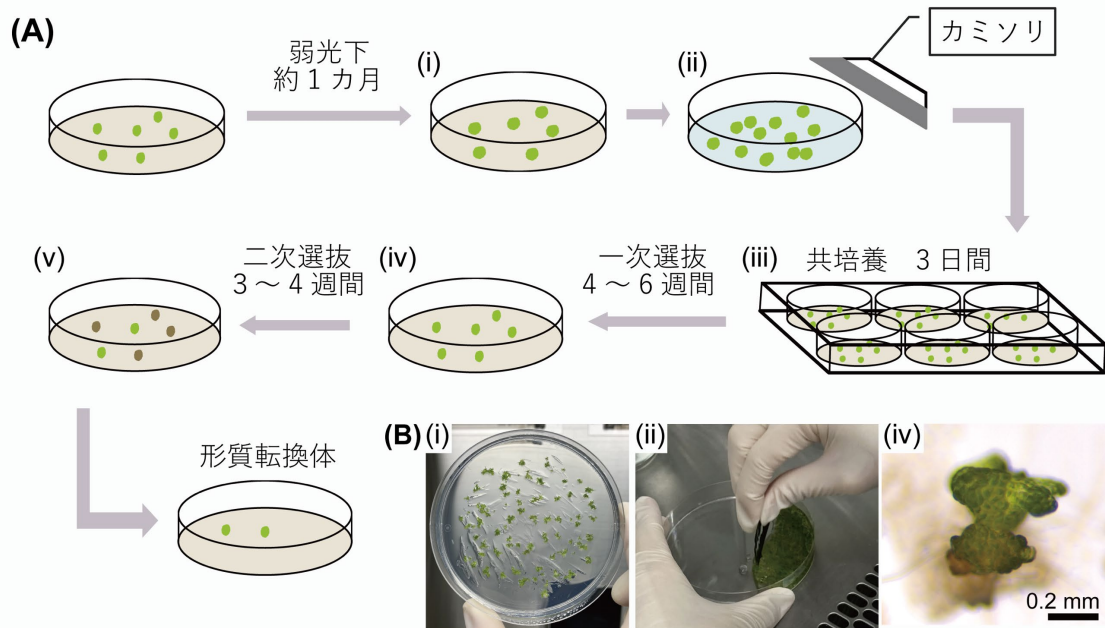 (A)
弱光下
約1カ月
(i)
(ii)
カミソリ
(iii)
共培養 3日間
一次選抜
4〜6週間
(iv)
二次選抜
3〜4週間
(v)
形質転換体
(B)
(i)
(ii)
(iv)
0.2 mm